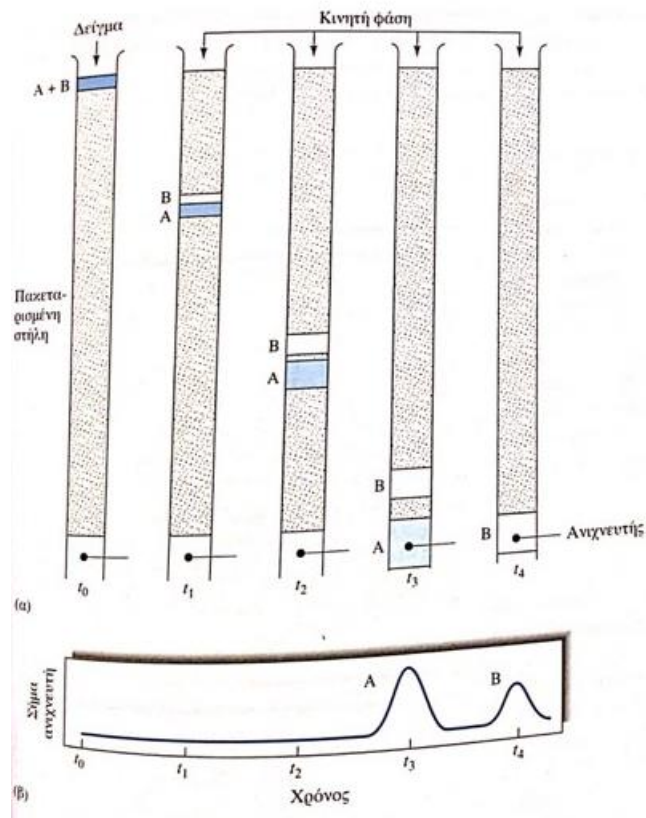 Δείγμα
Κινητή φάση
A + B
B
A
Πακετα-
ρισμένη
στήλη
B
A
B
A
B
Ανιχνευτής
t0
t1
t2
t3
t4
(α)
Σήμα
ανιχνευτή
A
B
t0
t1
t2
t3
t4
(β)
Χρόνος